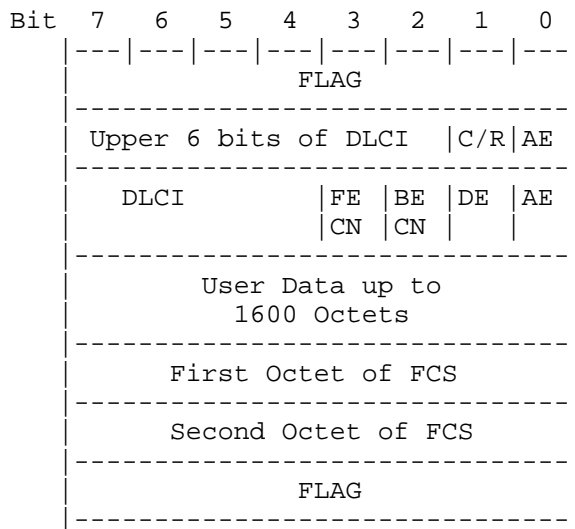 Bit 7 6 5 4 3 2 1 0
|---|---|---|---|---|---|---|---
FLAG
-------------------------------
Upper 6 bits of DLCI |C/R|AE
-------------------------------
DLCI |FE |BE |DE |AE
|CN |CN | |
-------------------------------
User Data up to
1600 Octets
-------------------------------
First Octet of FCS
-------------------------------
Second Octet of FCS
-------------------------------
FLAG
-------------------------------